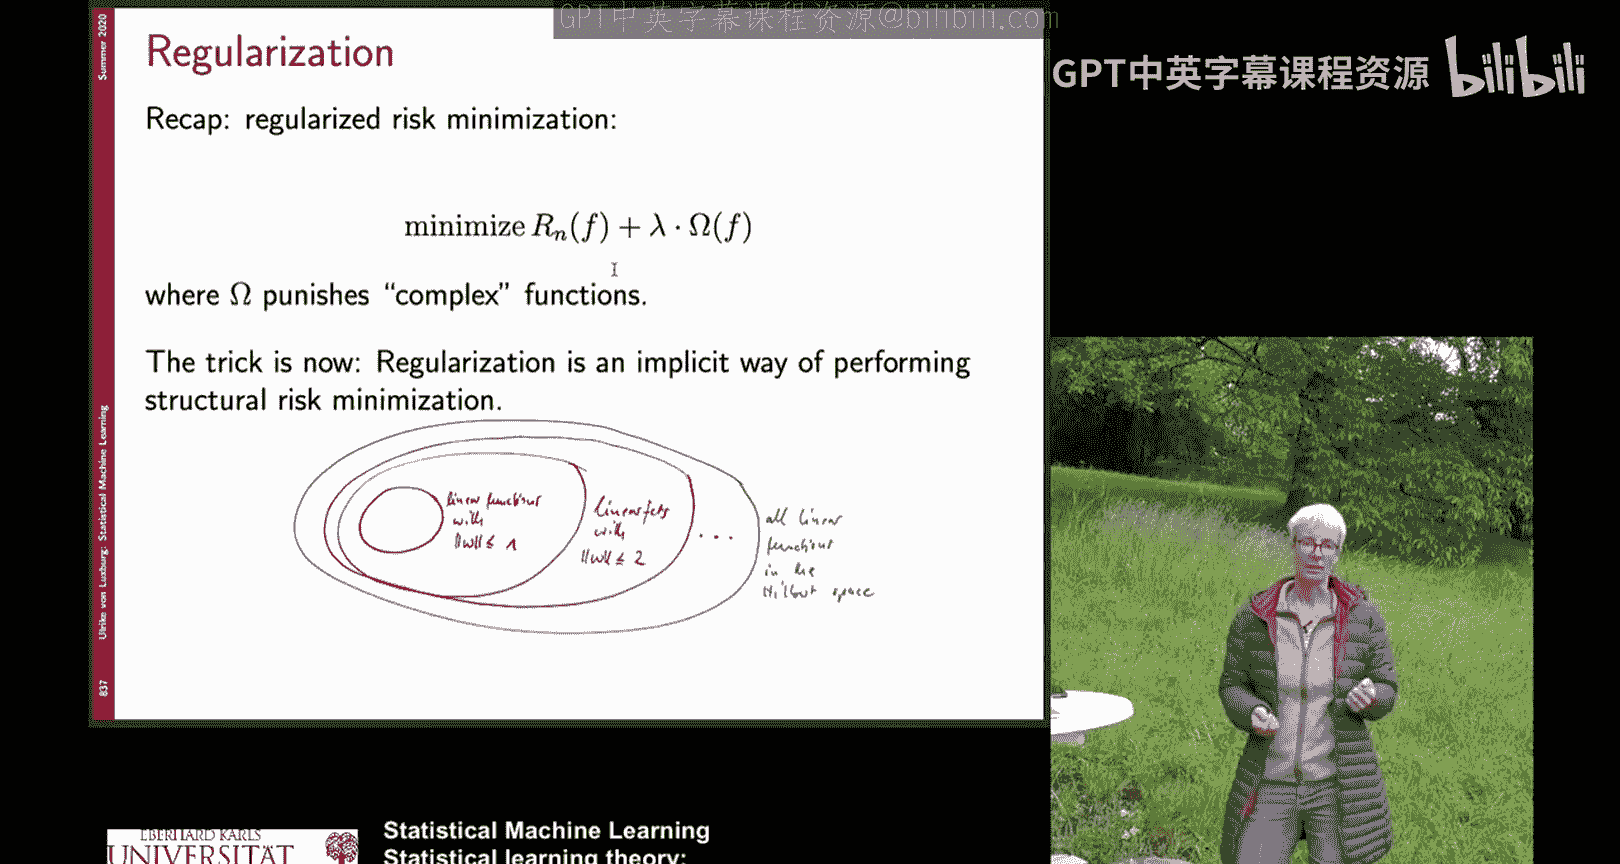 GPT中英字幕课程资源@bilibili.com
GPT中英字幕课程资源 bilibili
Summer 2020
Regularization
Recap: regularized risk minimization:
minimize Rₙ(f) + λ · Ω(f)
where Ω punishes “complex” functions.
The trick is now: Regularization is an implicit way of performing
structural risk minimization.
linear functions
with
||w|| ≤ 1
linear fcts
with
||w|| ≤ 2
...
all linear
functions
in the
Hilbert space
Ulrike von Luxburg: Statistical Machine Learning
837
EBERHARD KARLS
UNIVERSITÄT
Statistical Machine Learning
Statistical learning theory: